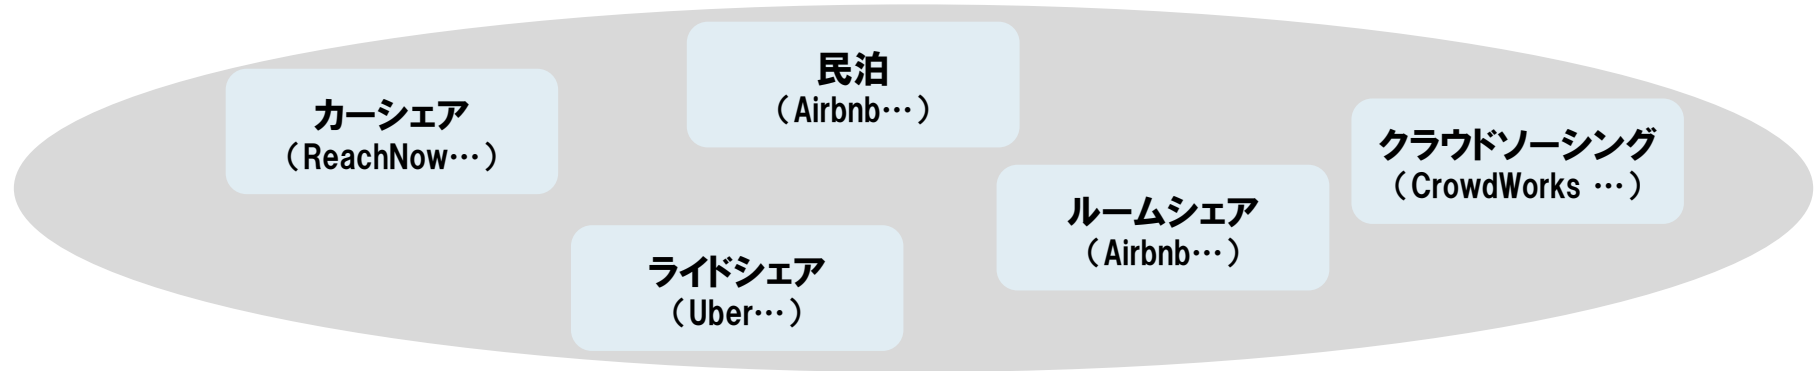 カーシェア
（ReachNow…）
民泊
（Airbnb…）
ライドシェア
（Uber…）
ルームシェア
（Airbnb…）
クラウドソーシング
（CrowdWorks …）